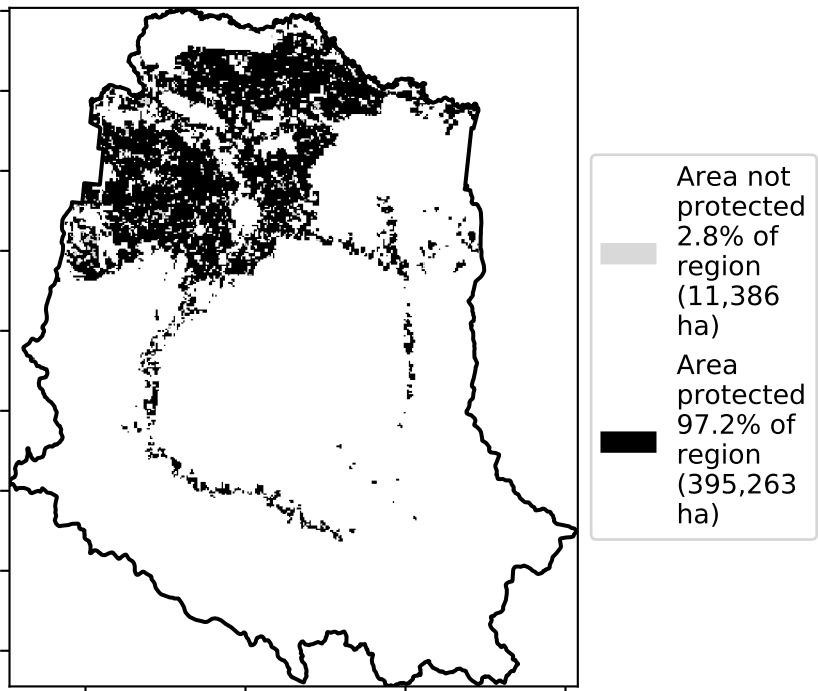 Area not
protected
2.8% of
region
(11,386
ha)
Area
protected
97.2% of
region
(395,263
ha)